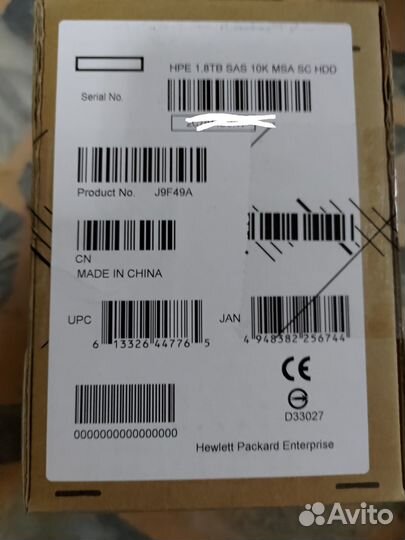 HPE 1.8TB SAS 10K MSA SC HDD
Serial No.
Product No. J9F49A
CN
MADE IN CHINA
UPC
6 13326 44776 5
JAN
4 948382 256744
CE
D33027
0000000000000000
Hewlett Packard Enterprise
Avito